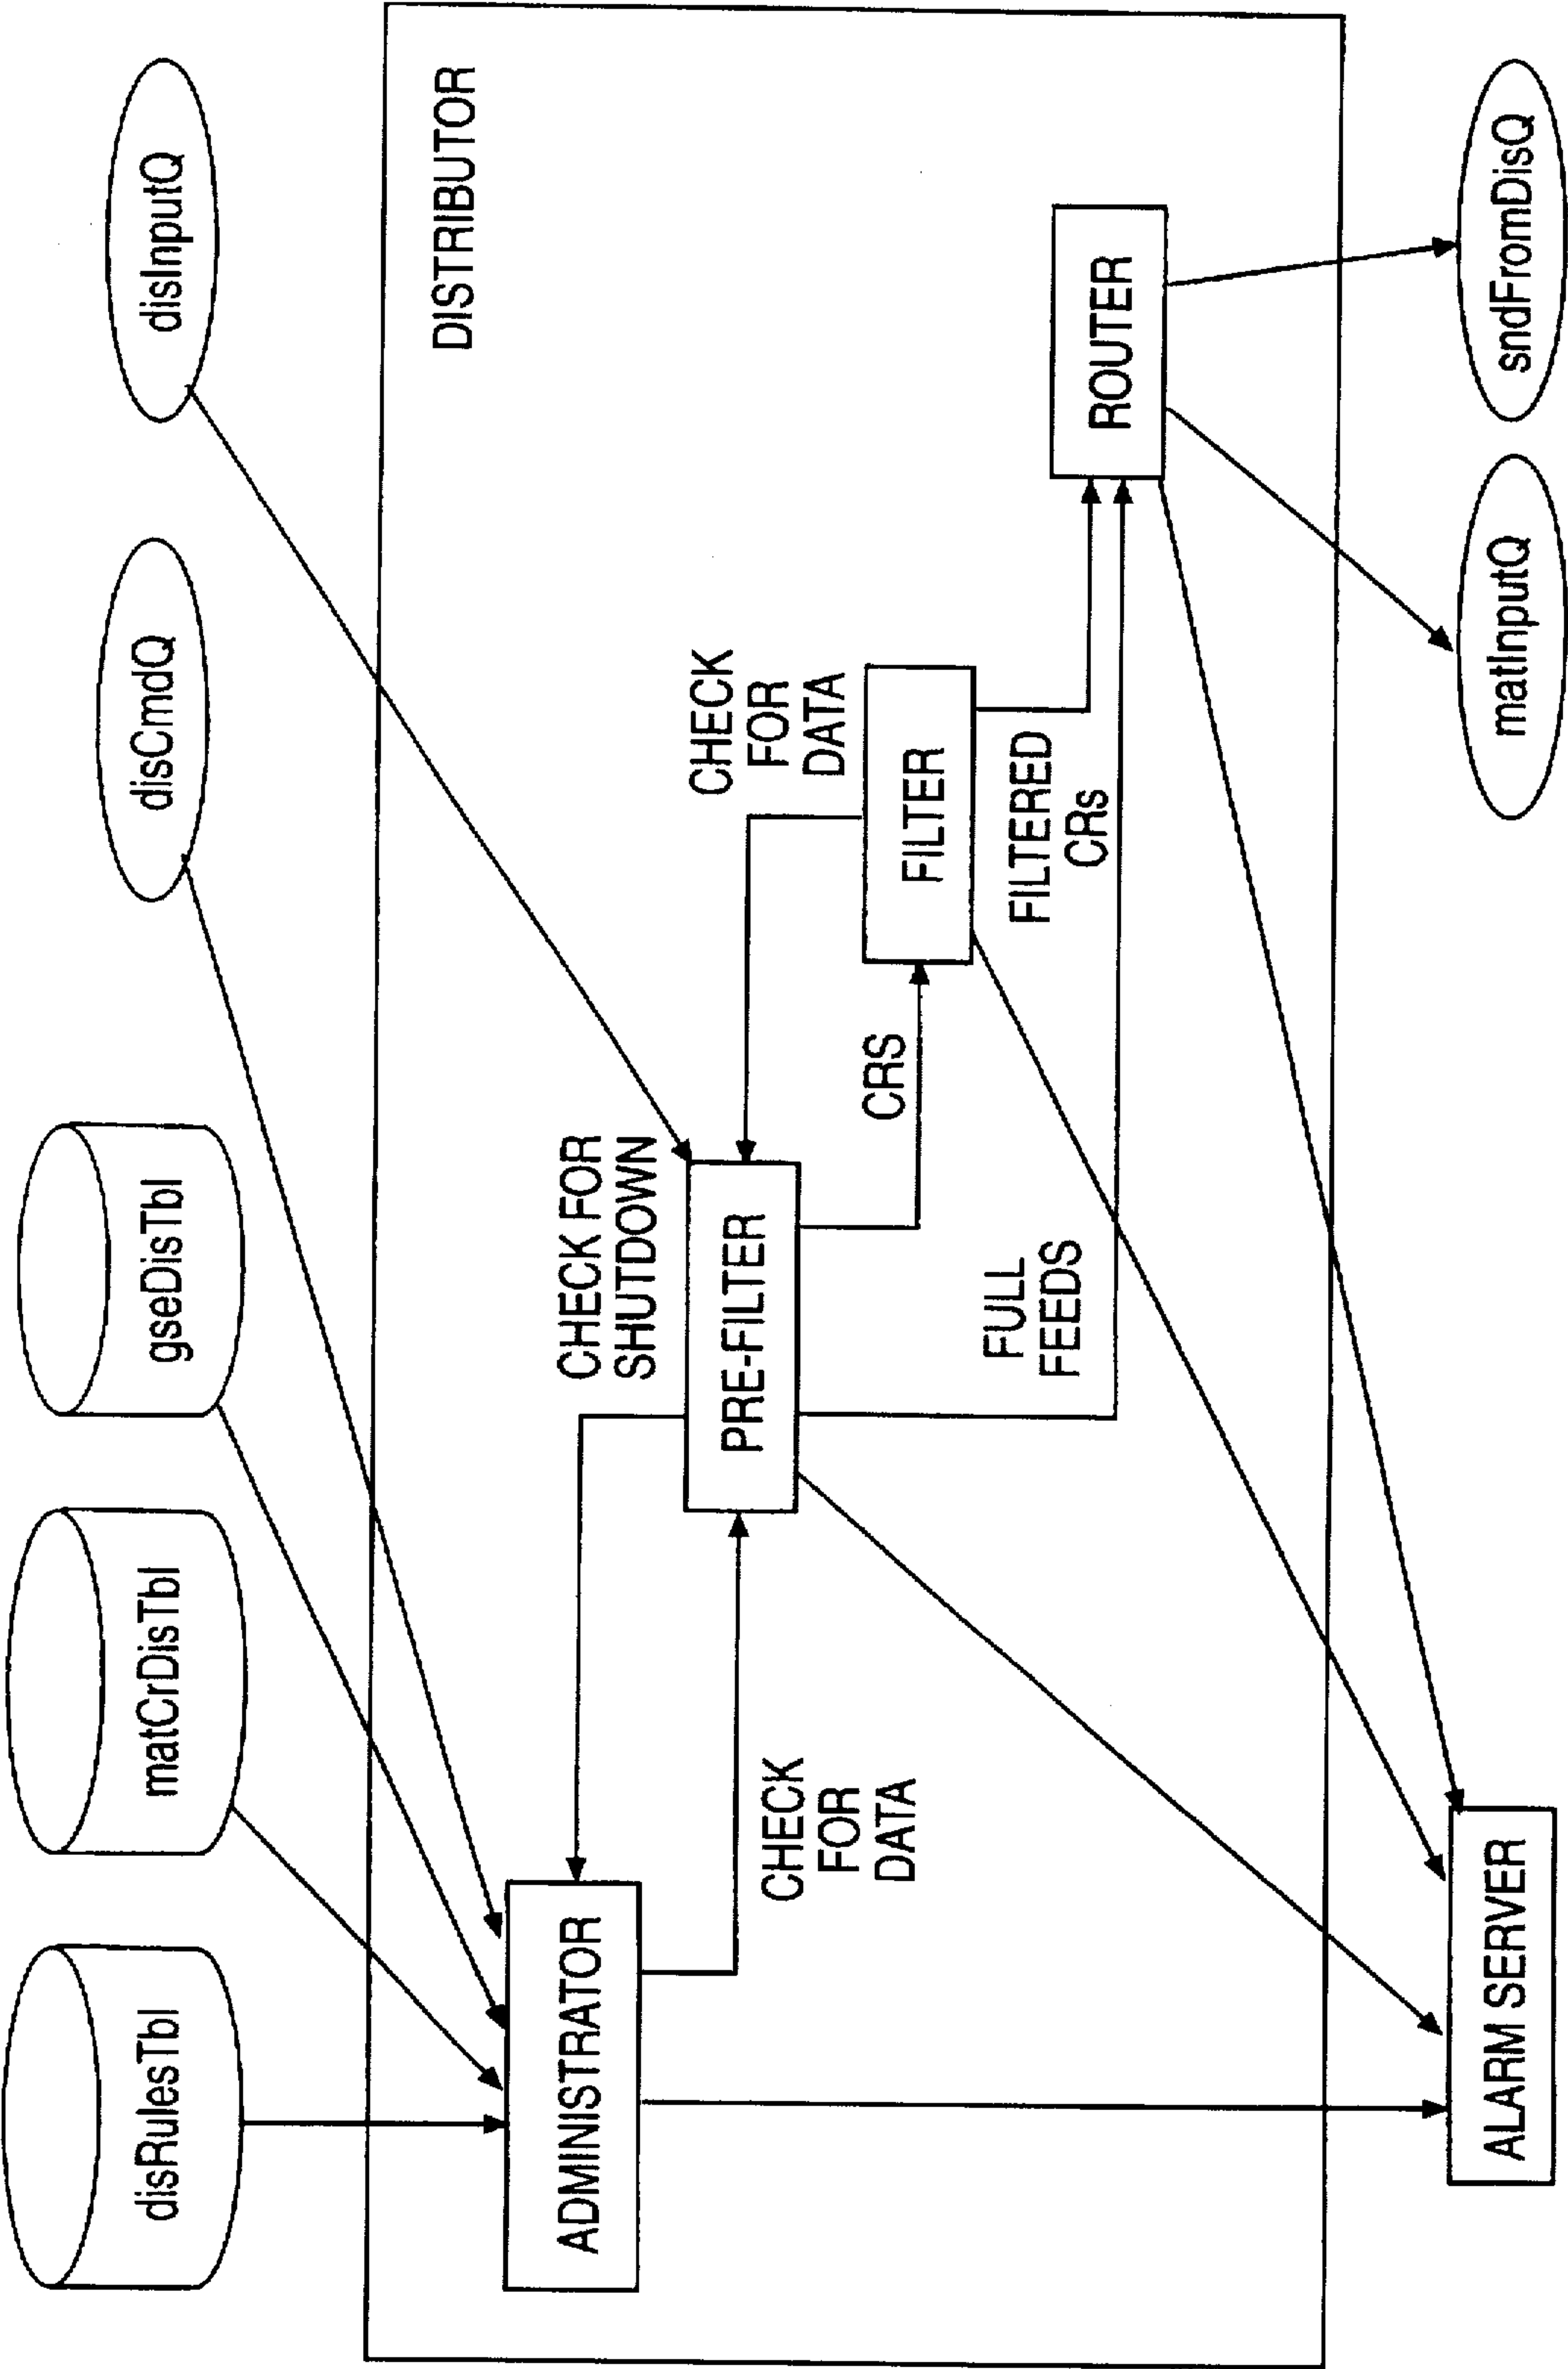 disRulesTbl
matCrDisTbl
gseDisTbl
disCmdQ
disInputQ
DISTRIBUTOR
ADMINISTRATOR
CHECK FOR
SHUTDOWN
PRE-FILTER
CHECK
FOR
DATA
CHECK
FOR
DATA
CRS
FILTER
FULL
FEEDS
FILTERED
CRs
ROUTER
ALARM SERVER
matInputQ
sndFromDisQ